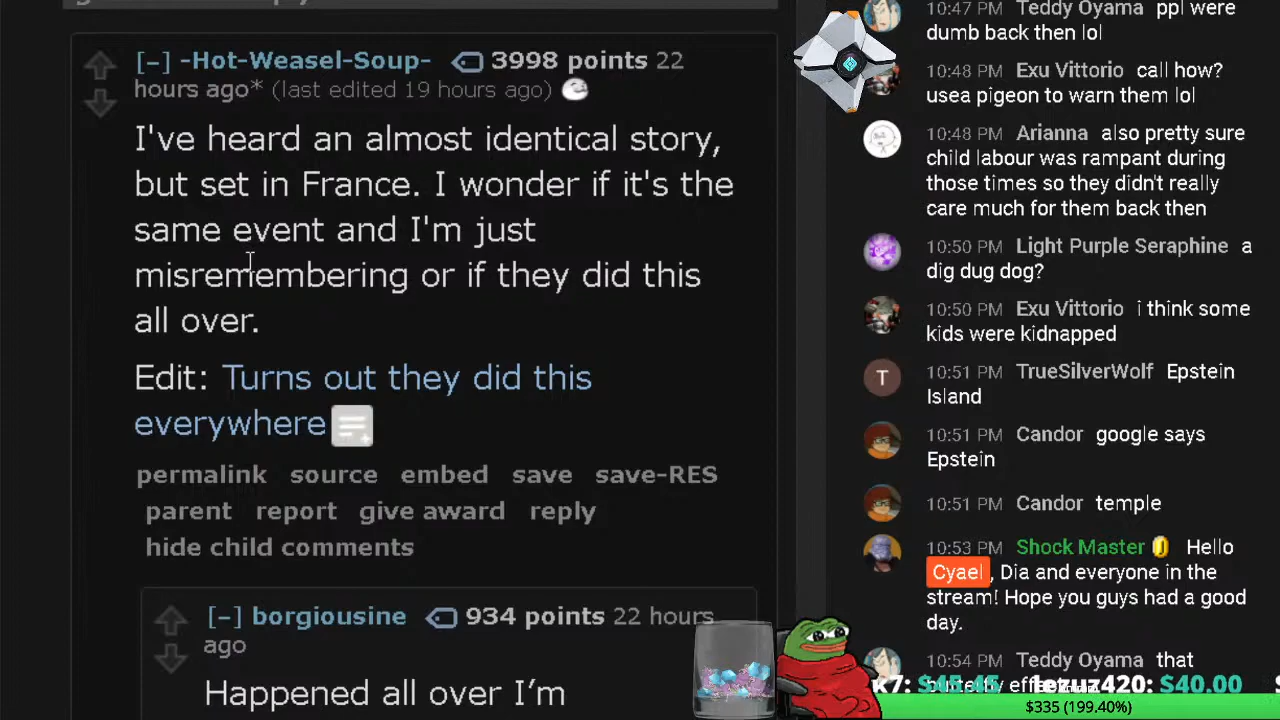 [–] -Hot-Weasel-Soup- 3998 points 22
hours ago* (last edited 19 hours ago)
I've heard an almost identical story,
but set in France. I wonder if it's the
same event and I'm just
misremembering or if they did this
all over.
Edit: Turns out they did this
everywhere
permalink source embed save save-RES
parent report give award reply
hide child comments
[–] borgiousine 934 points 22 hours
ago
Happened all over I’m
10:47 PM Teddy Oyama ppl were
dumb back then lol
10:48 PM Exu Vittorio call how?
usea pigeon to warn them lol
10:48 PM Arianna also pretty sure
child labour was rampant during
those times so they didn't really
care much for them back then
10:50 PM Light Purple Seraphine a
dig dug dog?
10:50 PM Exu Vittorio i think some
kids were kidnapped
T
10:51 PM TrueSilverWolf Epstein
Island
10:51 PM Candor google says
Epstein
10:51 PM Candor temple
10:53 PM Shock Master Hello
Cyael, Dia and everyone in the
stream! Hope you guys had a good
day.
10:54 PM Teddy Oyama that
k7: $45.45 lezuz420: $40.00
$335 (199.40%)